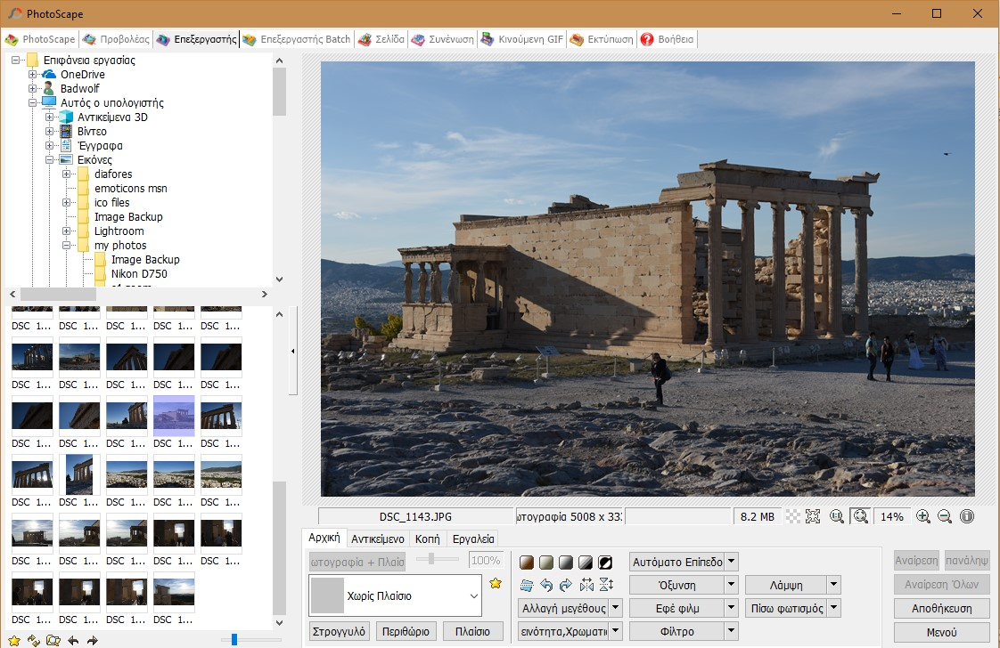 PhotoScape
PhotoScape Προβολέας Επεξεργαστής Επεξεργαστής Batch Σελίδα Συνένωση Κινούμενη GIF Εκτύπωση Βοήθεια
Επιφάνεια εργασίας
OneDrive
Badwolf
Αυτός ο υπολογιστής
Αντικείμενα 3D
Βίντεο
Έγγραφα
Εικόνες
diafores
emoticons msn
ico files
Image Backup
Lightroom
my photos
Image Backup
Nikon D750
DSC 1... DSC 1... DSC 1... DSC 1... DSC 1...
DSC 1... DSC 1... DSC 1... DSC 1... DSC 1...
DSC 1... DSC 1... DSC 1... DSC 1... DSC 1...
DSC 1... DSC 1... DSC 1... DSC 1... DSC 1...
DSC 1... DSC 1... DSC 1... DSC 1... DSC 1...
DSC 1... DSC 1... DSC 1... DSC 1...
DSC_1143.JPG ωτογραφία 5008 x 33 8.2 MB 14%
Αρχική Αντικείμενο Κοπή Εργαλεία
ωτογραφία + Πλαίσ 100%
Χωρίς Πλαίσιο
Στρογγυλό Περιθώριο Πλαίσιο
Αυτόματο Επίπεδο
Όξυνση Λάμψη
Αλλαγή μεγέθους Εφέ φιλμ Πίσω φωτισμός
εινότητα,Χρωματι Φίλτρο
Αναίρεση πανάληψ
Αναίρεση Όλων
Αποθήκευση
Μενού